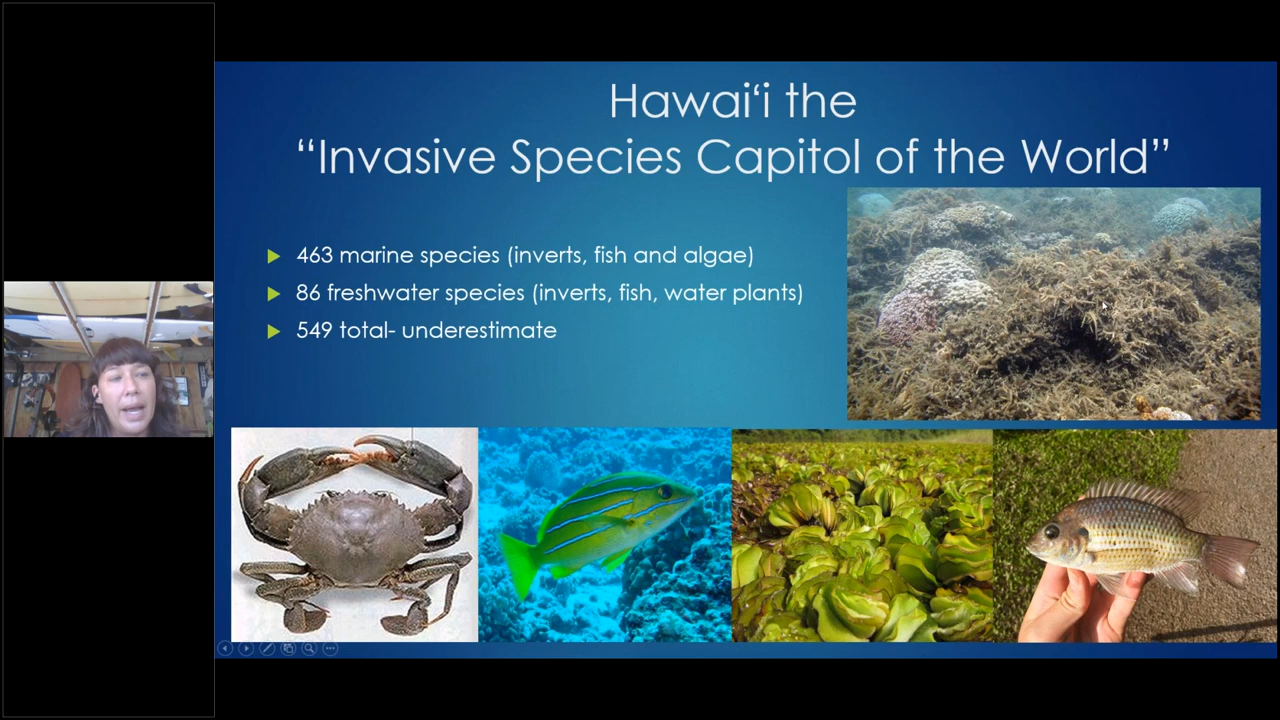 Hawaiʻi the
“Invasive Species Capitol of the World”
463 marine species (inverts, fish and algae)
86 freshwater species (inverts, fish, water plants)
549 total- underestimate